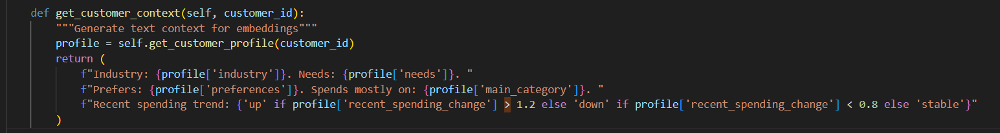 def get_customer_context(self, customer_id):
    """Generate text context for embeddings"""
    profile = self.get_customer_profile(customer_id)
    return (
        f"Industry: {profile['industry']}. Needs: {profile['needs']}. "
        f"Prefers: {profile['preferences']}. Spends mostly on: {profile['main_category']}. "
        f"Recent spending trend: {'up' if profile['recent_spending_change'] > 1.2 else 'down' if profile['recent_spending_change'] < 0.8 else 'stable'}"
    )